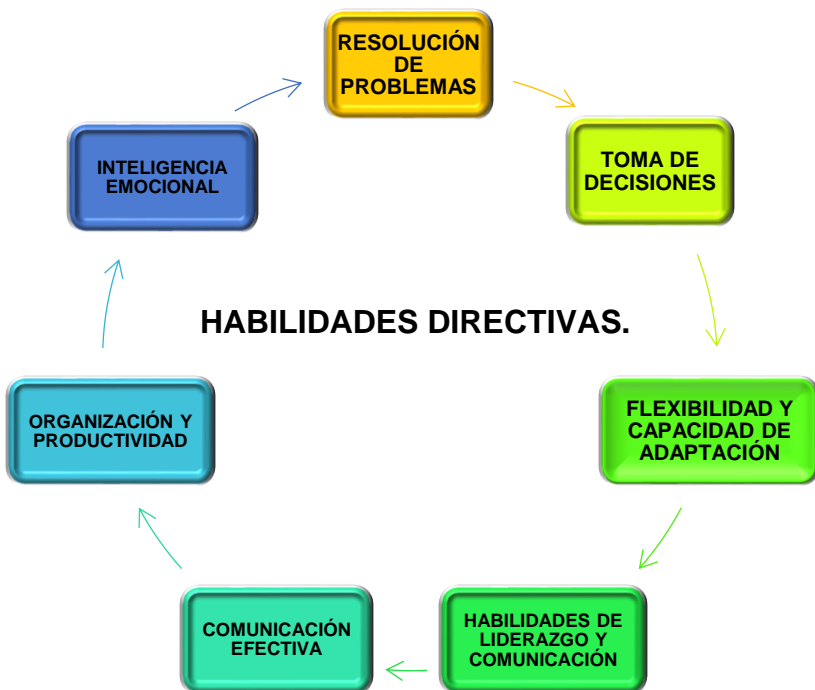 RESOLUCIÓN
DE
PROBLEMAS
TOMA DE
DECISIONES
FLEXIBILIDAD Y
CAPACIDAD DE
ADAPTACIÓN
HABILIDADES DE
LIDERAZGO Y
COMUNICACIÓN
COMUNICACIÓN
EFECTIVA
ORGANIZACIÓN Y
PRODUCTIVIDAD
INTELIGENCIA
EMOCIONAL
HABILIDADES DIRECTIVAS.